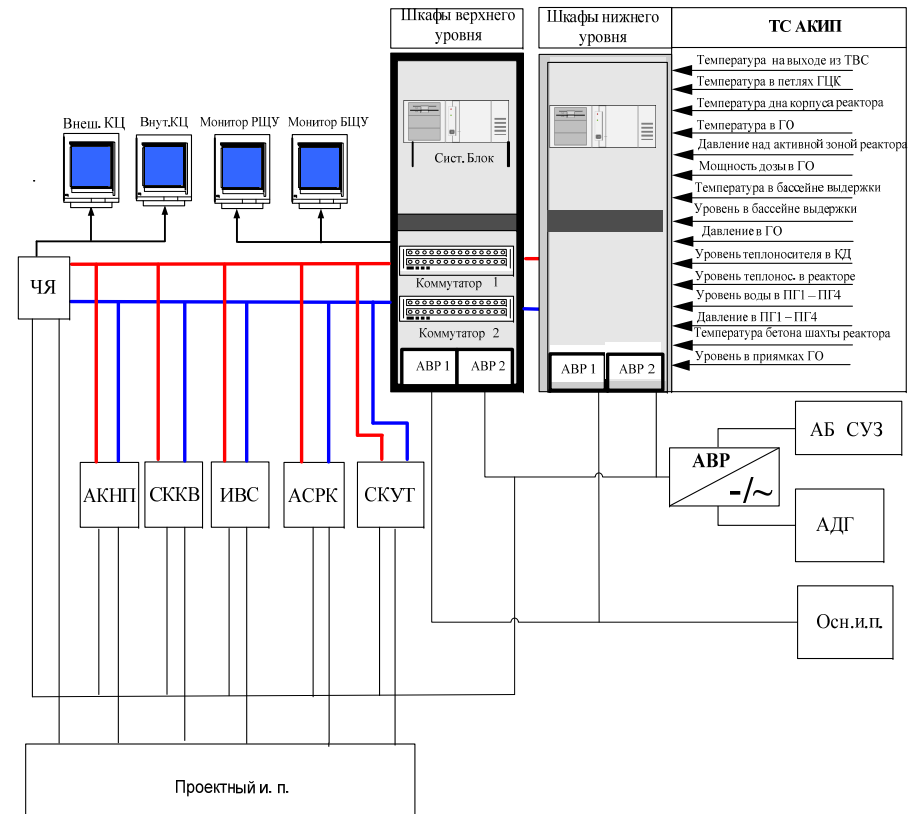 Шкафы верхнего
уровня
Шкафы нижнего
уровня
ТС АКИП
Температура на выходе из ТВС
Температура в петлях ГЦК
Температура дна корпуса реактора
Температура в ГО
Давление над активной зоной реактора
Мощность дозы в ГО
Температура в бассейне выдержки
Уровень в бассейне выдержки
Давление в ГО
Уровень теплоносителя в КД
Уровень теплонос. в реакторе
Уровень воды в ПГ1 – ПГ4
Давление в ПГ1 – ПГ4
Температура бетона шахты реактора
Уровень в приямках ГО
Внеш. КЦ
Внут.КЦ
Монитор РЩУ
Монитор БЩУ
Сист. Блок
ЧЯ
Коммутатор 1
Коммутатор 2
АВР 1
АВР 2
АВР 1
АВР 2
АКНП
СККВ
ИВС
АСРК
СКУТ
АВР
-/~
АБ СУЗ
АДГ
Осн.и.п.
Проектный и. п.